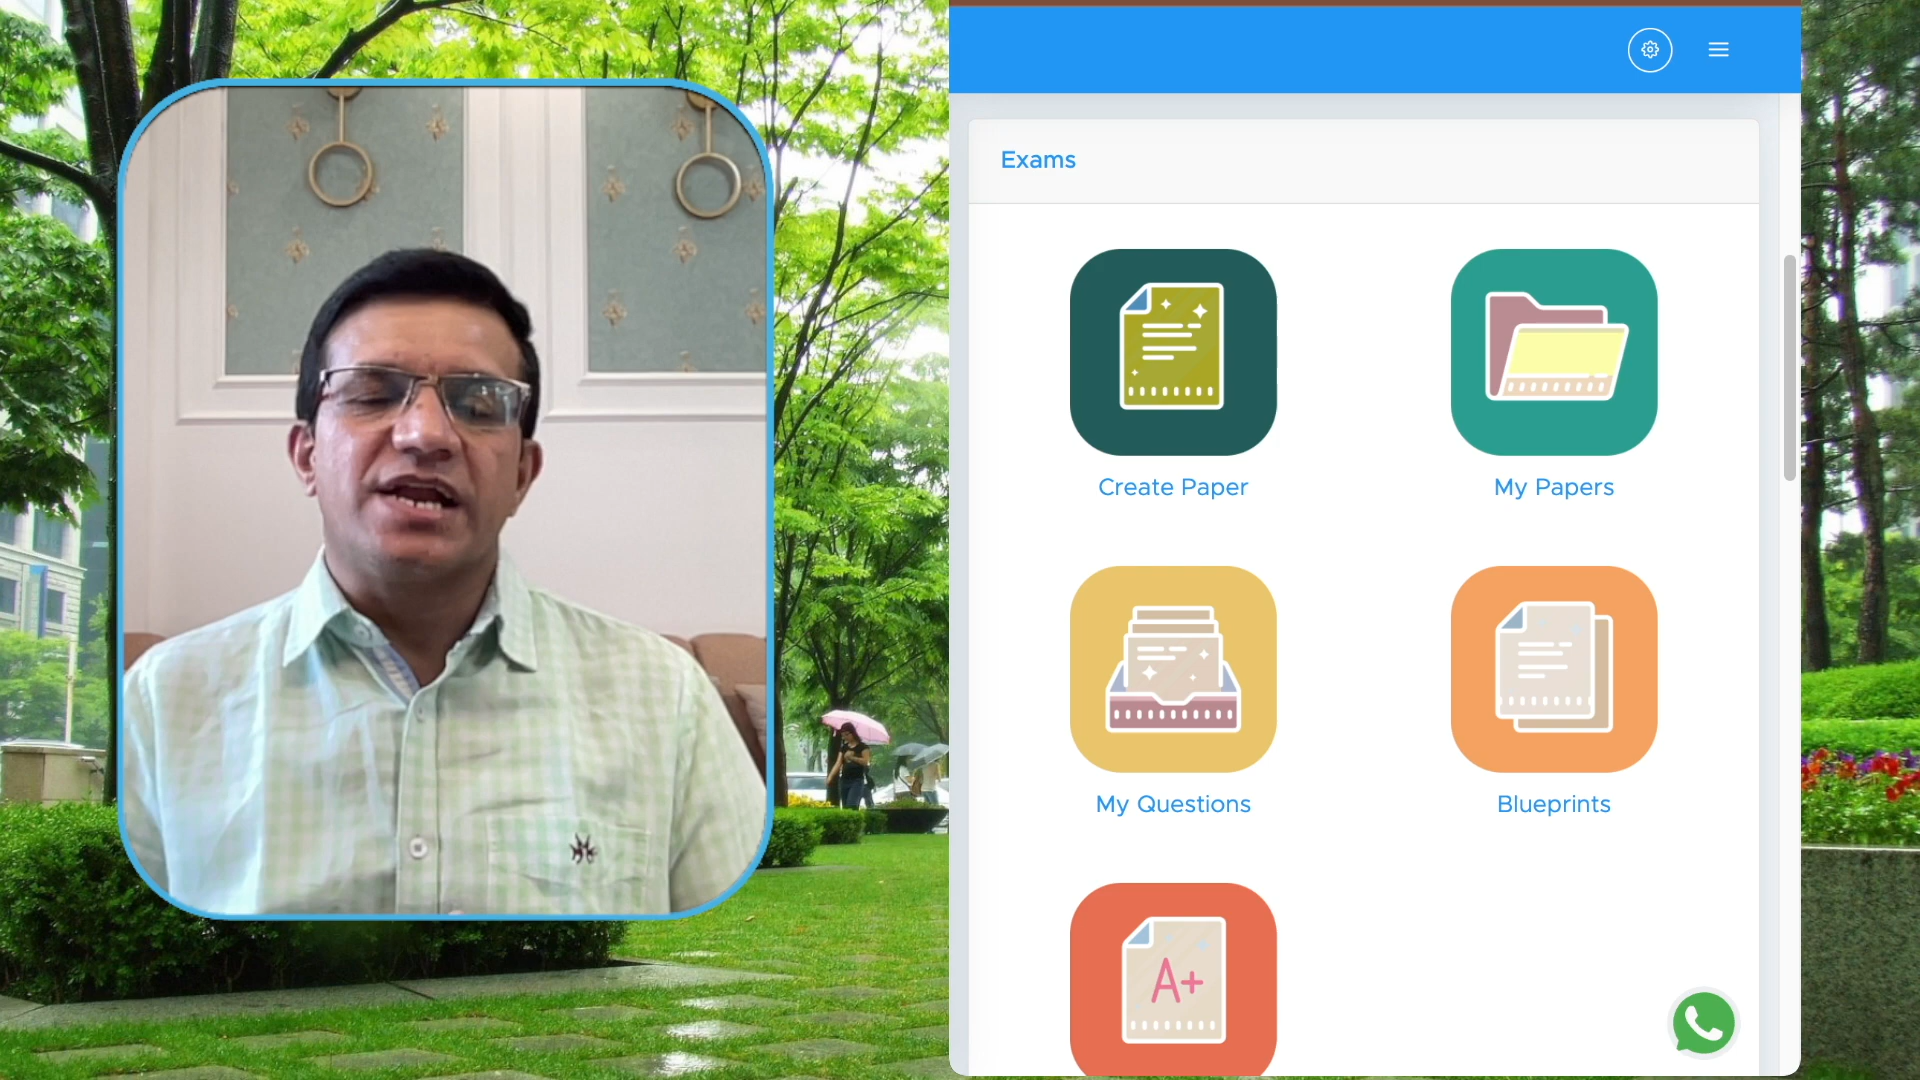 Exams
Create Paper
My Papers
My Questions
Blueprints
A+